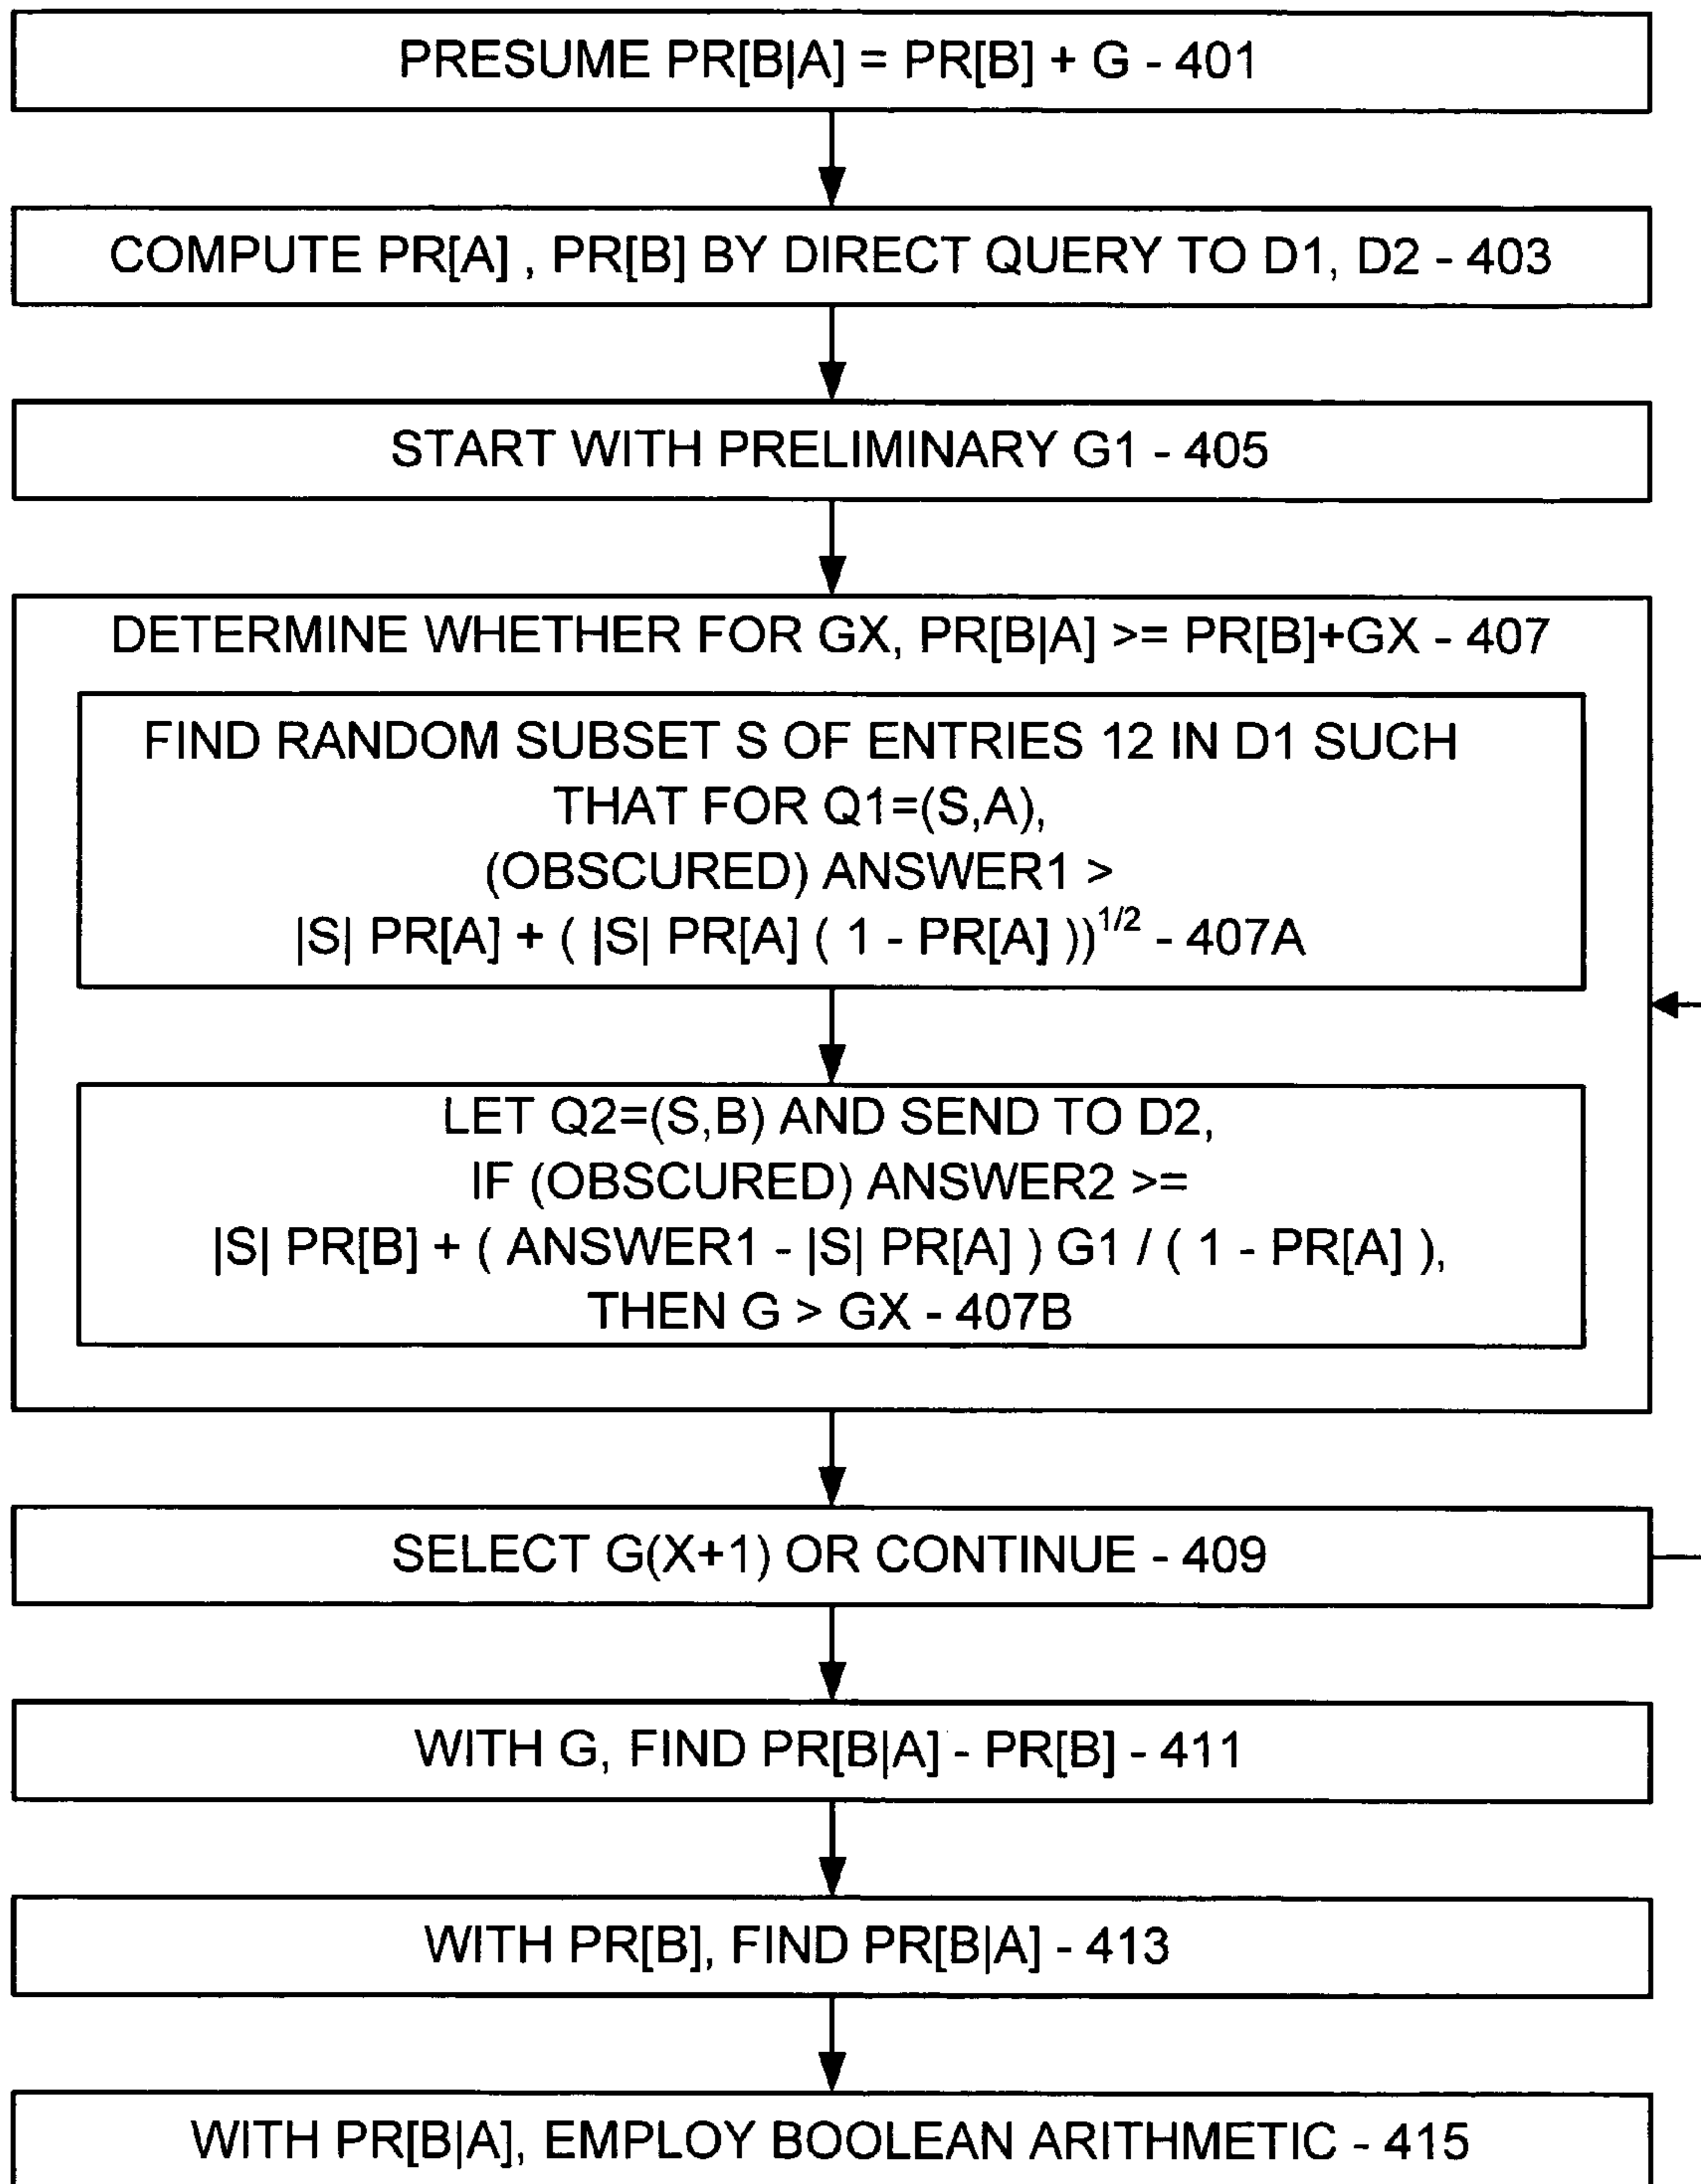 PRESUME PR[B|A] = PR[B] + G - 401
COMPUTE PR[A] , PR[B] BY DIRECT QUERY TO D1, D2 - 403
START WITH PRELIMINARY G1 - 405
DETERMINE WHETHER FOR GX, PR[B|A] >= PR[B]+GX - 407
FIND RANDOM SUBSET S OF ENTRIES 12 IN D1 SUCH
THAT FOR Q1=(S,A),
(OBSCURED) ANSWER1 >
|S| PR[A] + ( |S| PR[A] ( 1 - PR[A] ))^1/2 - 407A
LET Q2=(S,B) AND SEND TO D2,
IF (OBSCURED) ANSWER2 >=
|S| PR[B] + ( ANSWER1 - |S| PR[A] ) G1 / ( 1 - PR[A] ),
THEN G > GX - 407B
SELECT G(X+1) OR CONTINUE - 409
WITH G, FIND PR[B|A] - PR[B] - 411
WITH PR[B], FIND PR[B|A] - 413
WITH PR[B|A], EMPLOY BOOLEAN ARITHMETIC - 415